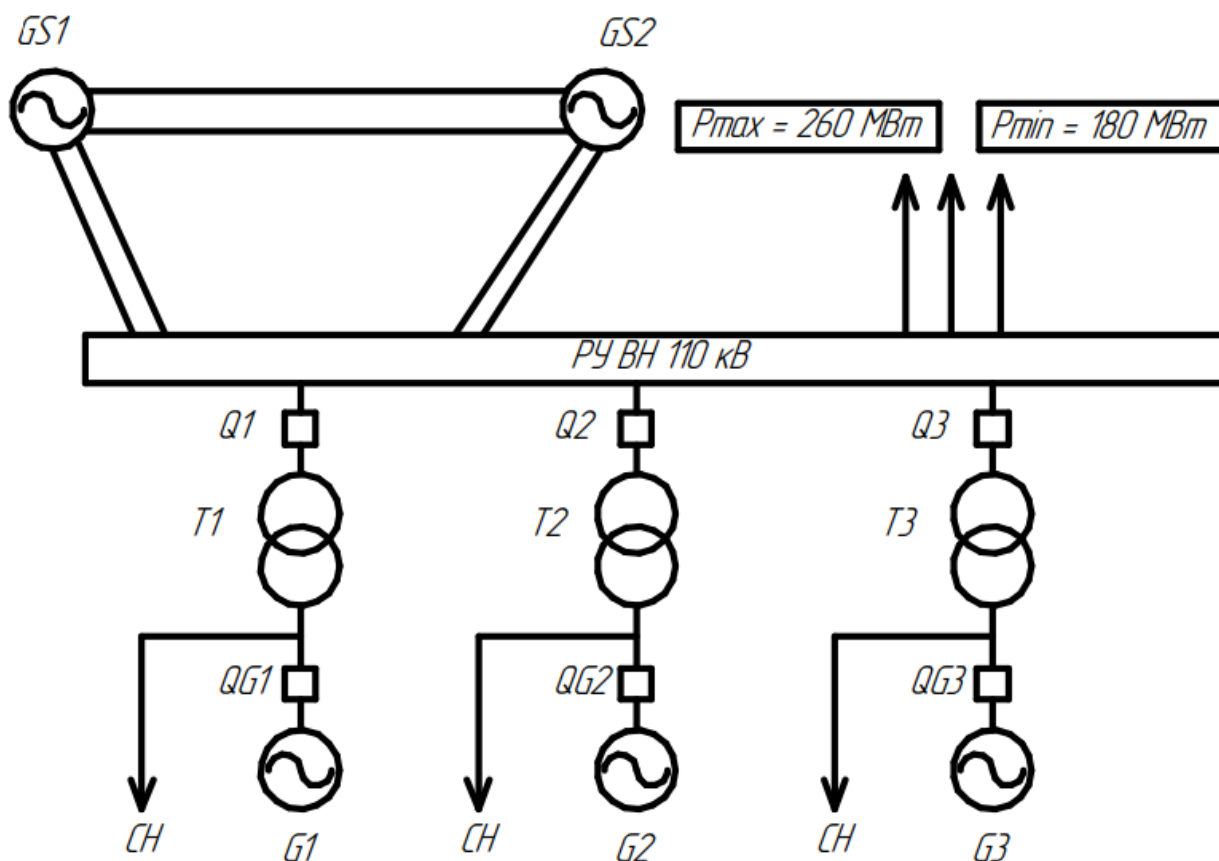 GS1
GS2
Pmax = 260 МВт
Pmin = 180 МВт
РУ ВН 110 кВ
Q1
Q2
Q3
T1
T2
T3
QG1
QG2
QG3
СН
G1
СН
G2
СН
G3